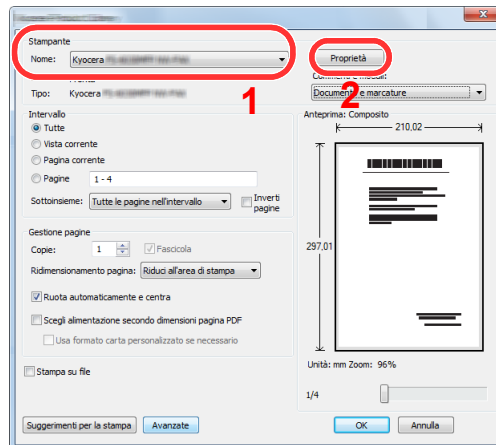 Stampante
Nome: Kyocera
Proprietà
1
2
Tipo: Kyocera
Documenti e marcature
Intervallo
Anteprima: Composito
Tutte
210,02
Vista corrente
Pagina corrente
Pagine 1 - 4
Sottoinsieme: Tutte le pagine nell'intervallo
Inverti
pagine
Gestione pagine
Copie: 1 Fascicola
297,01
Ridimensionamento pagina: Riduci all'area di stampa
Ruota automaticamente e centra
Scegli alimentazione secondo dimensioni pagina PDF
Usa formato carta personalizzato se necessario
Unità: mm Zoom: 96%
Stampa su file
1/4
Suggerimenti per la stampa Avanzate OK Annulla